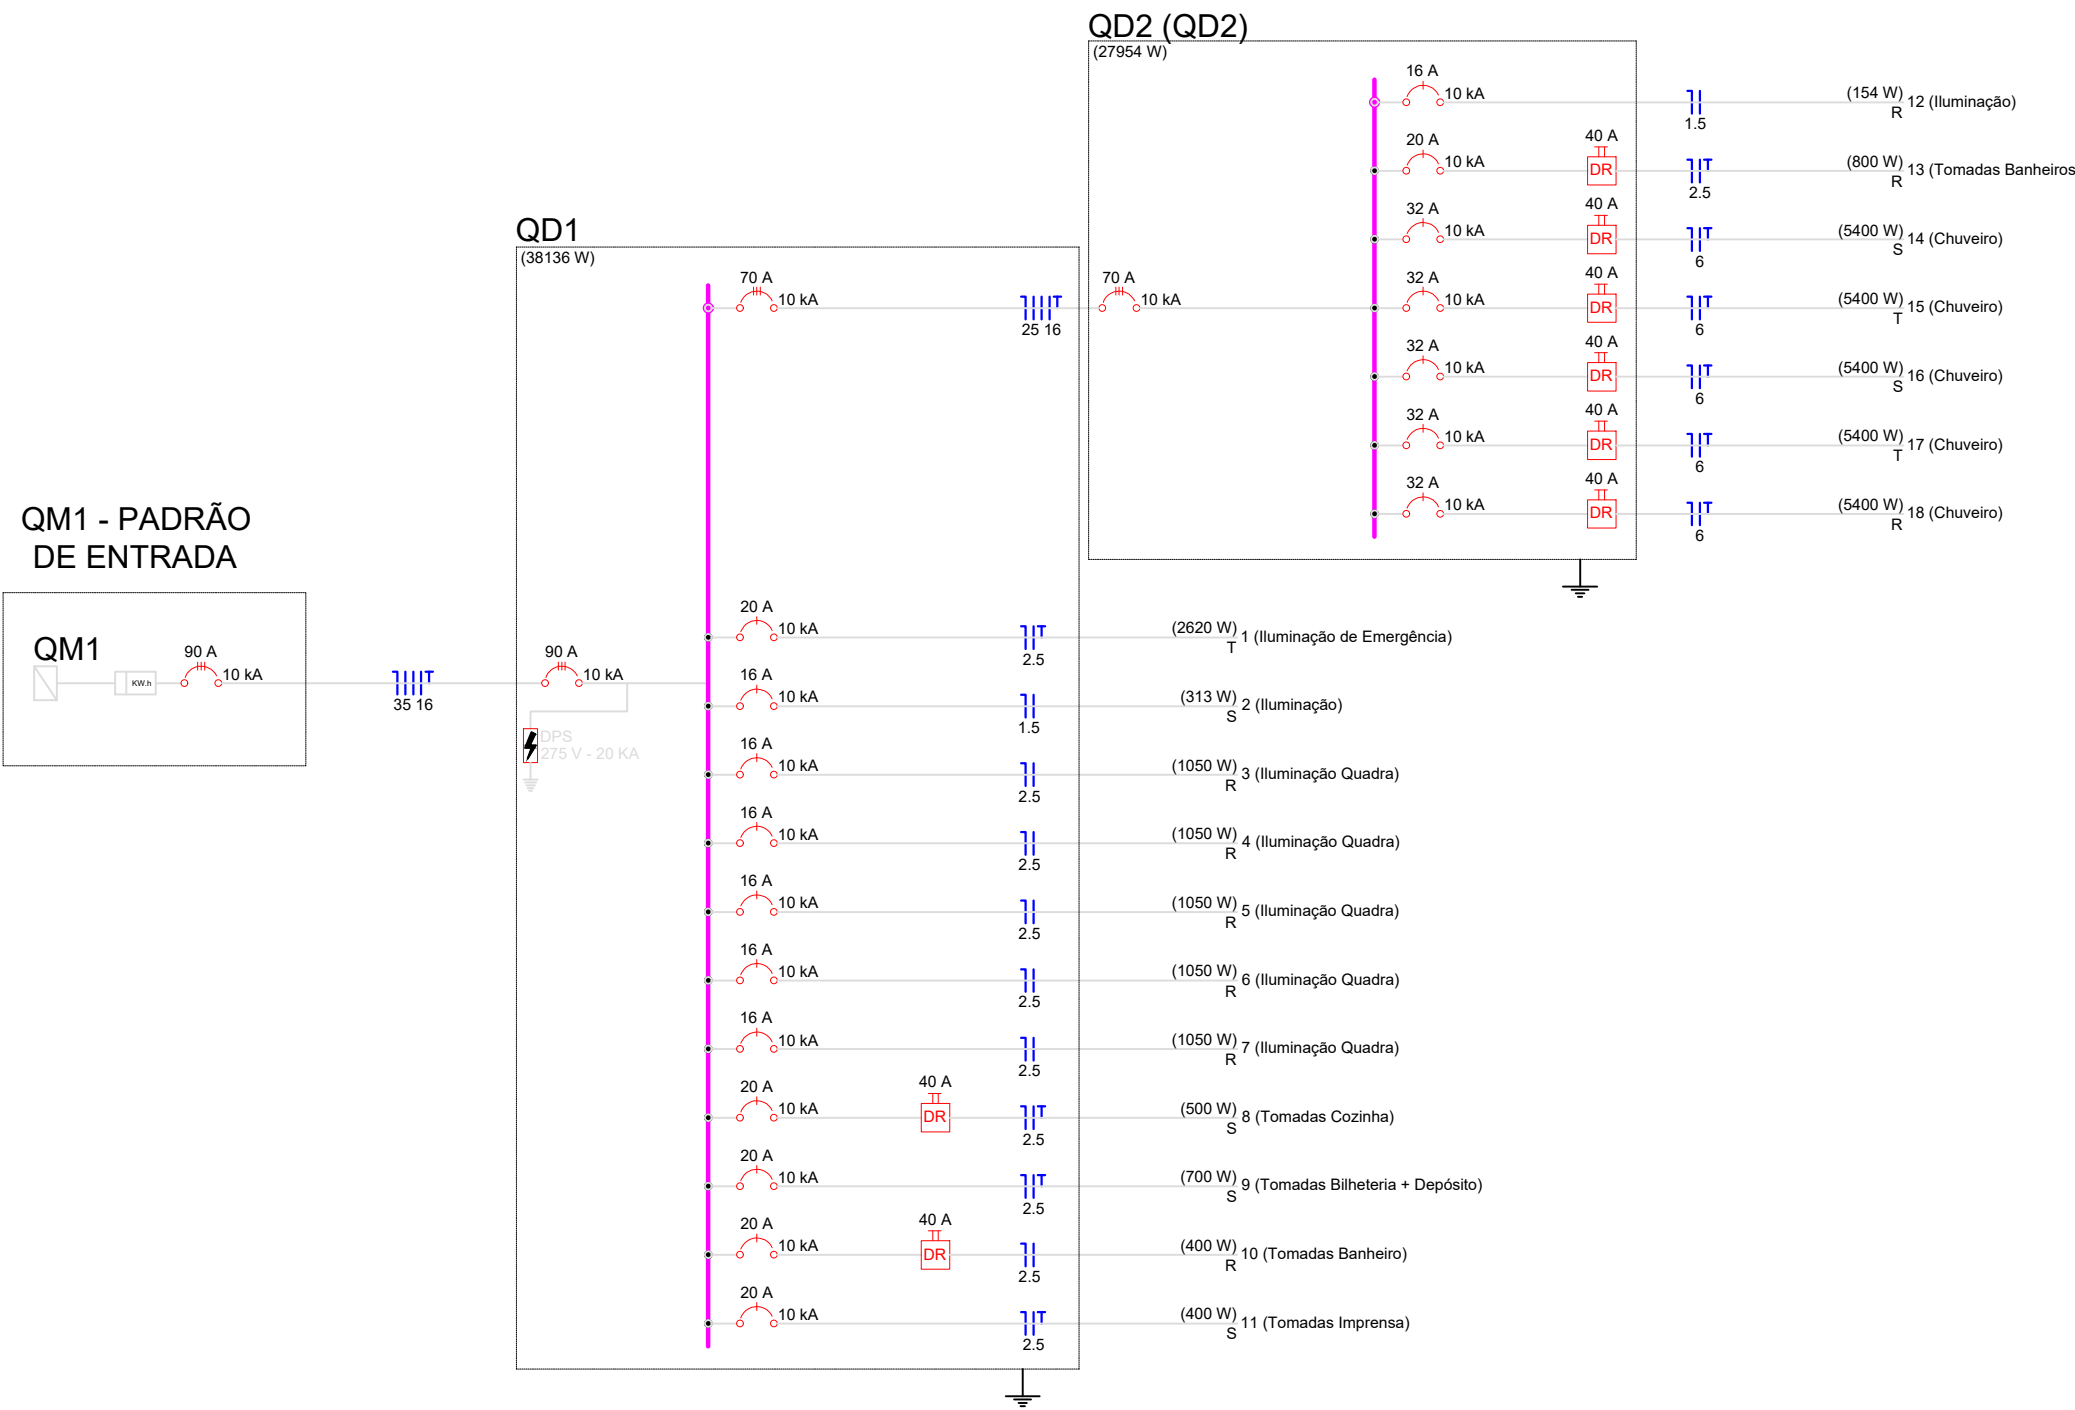 QD2 (QD2)
(27954 W)
16 A
10 kA
1.5
(154 W)
R
12 (Iluminação)
20 A
10 kA
40 A
DR
2.5
(800 W)
R
13 (Tomadas Banheiros
32 A
10 kA
40 A
DR
6
(5400 W)
S
14 (Chuveiro)
32 A
10 kA
40 A
DR
6
(5400 W)
T
15 (Chuveiro)
32 A
10 kA
40 A
DR
6
(5400 W)
S
16 (Chuveiro)
32 A
10 kA
40 A
DR
6
(5400 W)
T
17 (Chuveiro)
32 A
10 kA
40 A
DR
6
(5400 W)
R
18 (Chuveiro)
70 A
10 kA
QD1
(38136 W)
70 A
10 kA
25 16
QM1 - PADRÃO
DE ENTRADA
QM1
KW.h
90 A
10 kA
35 16
90 A
10 kA
DPS
275 V - 20 KA
20 A
10 kA
2.5
(2620 W)
T
1 (Iluminação de Emergência)
16 A
10 kA
1.5
(313 W)
S
2 (Iluminação)
16 A
10 kA
2.5
(1050 W)
R
3 (Iluminação Quadra)
16 A
10 kA
2.5
(1050 W)
R
4 (Iluminação Quadra)
16 A
10 kA
2.5
(1050 W)
R
5 (Iluminação Quadra)
16 A
10 kA
2.5
(1050 W)
R
6 (Iluminação Quadra)
16 A
10 kA
2.5
(1050 W)
R
7 (Iluminação Quadra)
20 A
10 kA
40 A
DR
2.5
(500 W)
S
8 (Tomadas Cozinha)
20 A
10 kA
2.5
(700 W)
S
9 (Tomadas Bilheteria + Depósito)
20 A
10 kA
40 A
DR
2.5
(400 W)
R
10 (Tomadas Banheiro)
20 A
10 kA
2.5
(400 W)
S
11 (Tomadas Imprensa)